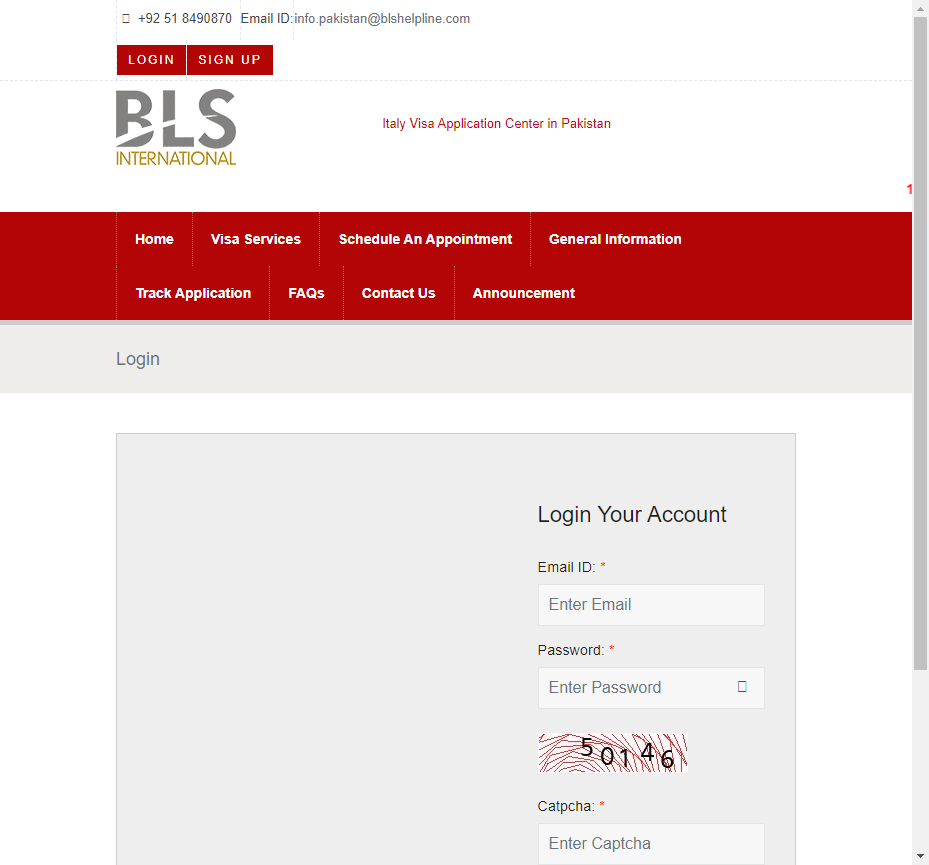 +92 51 8490870 Email ID:info.pakistan@blshelpline.com
LOGIN SIGN UP
BLS
INTERNATIONAL
Italy Visa Application Center in Pakistan
1
Home Visa Services Schedule An Appointment General Information
Track Application FAQs Contact Us Announcement
Login
Login Your Account
Email ID: *
Enter Email
Password: *
Enter Password
50146
Catpcha: *
Enter Captcha